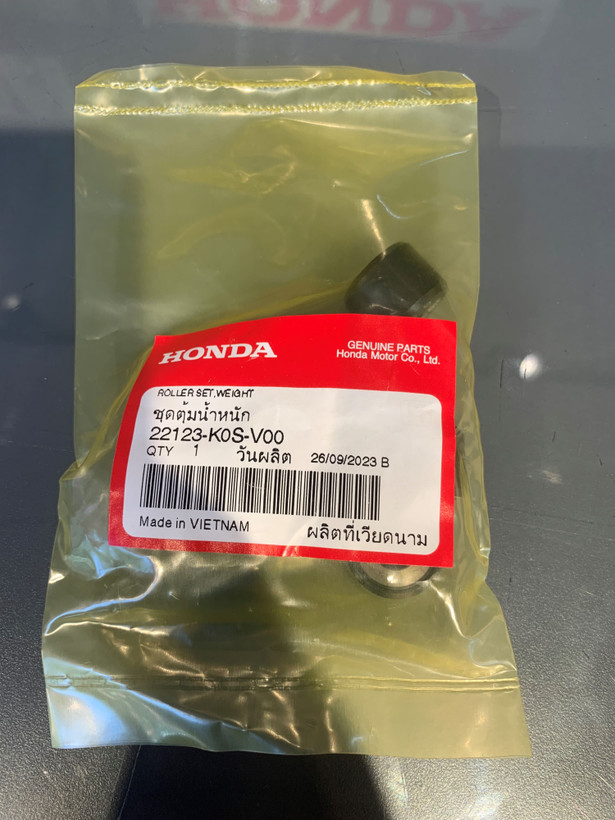 HONDA
HONDA
GENUINE PARTS
Honda Motor Co., Ltd.
ROLLER SET,WEIGHT
ชุดตุ้มน้ำหนัก
22123-K0S-V00
QTY 1 วันผลิต 26/09/2023 B
Made in VIETNAM ผลิตที่เวียดนาม